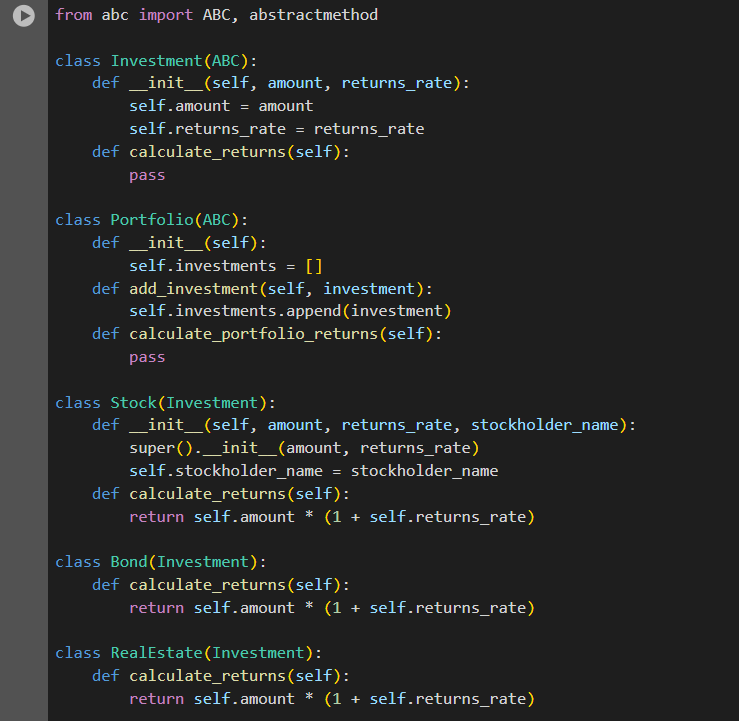 from abc import ABC, abstractmethod
class Investment(ABC):
    def __init__(self, amount, returns_rate):
        self.amount = amount
        self.returns_rate = returns_rate
    def calculate_returns(self):
        pass
class Portfolio(ABC):
    def __init__(self):
        self.investments = []
    def add_investment(self, investment):
        self.investments.append(investment)
    def calculate_portfolio_returns(self):
        pass
class Stock(Investment):
    def __init__(self, amount, returns_rate, stockholder_name):
        super().__init__(amount, returns_rate)
        self.stockholder_name = stockholder_name
    def calculate_returns(self):
        return self.amount * (1 + self.returns_rate)
class Bond(Investment):
    def calculate_returns(self):
        return self.amount * (1 + self.returns_rate)
class RealEstate(Investment):
    def calculate_returns(self):
        return self.amount * (1 + self.returns_rate)